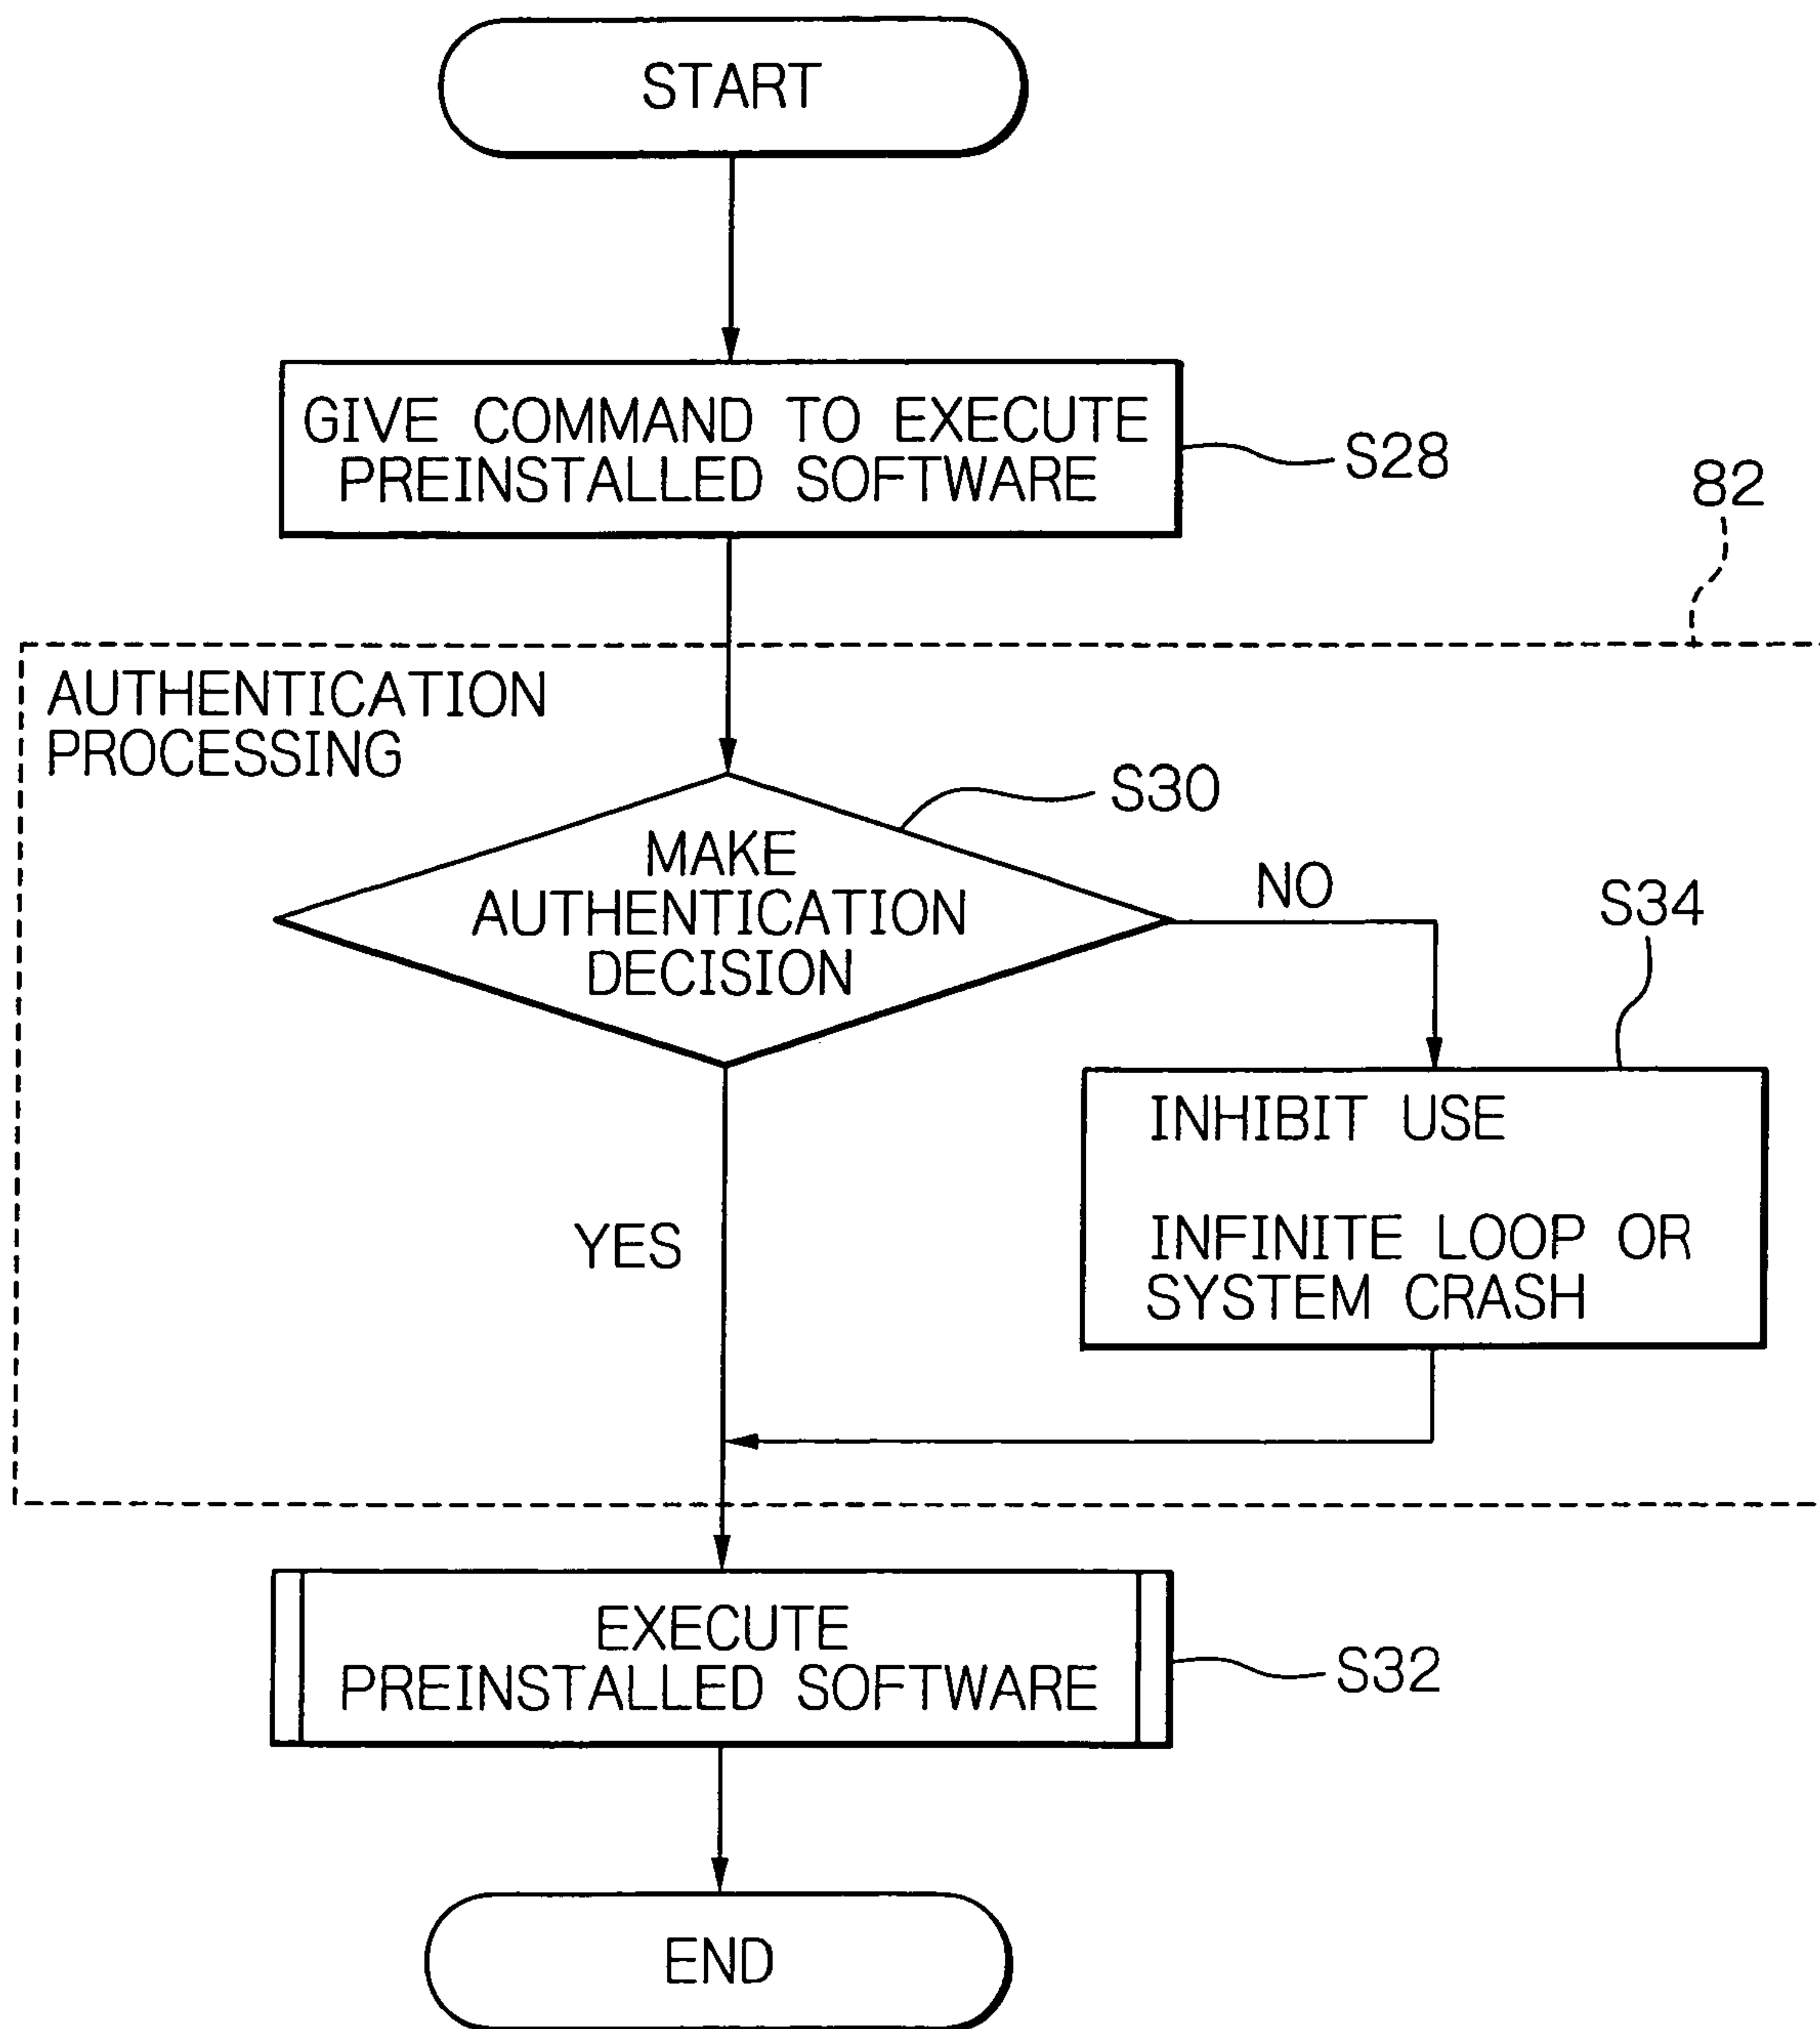 START
GIVE COMMAND TO EXECUTE
PREINSTALLED SOFTWARE
S28
82
AUTHENTICATION
PROCESSING
S30
MAKE
AUTHENTICATION
DECISION
NO
S34
INHIBIT USE
INFINITE LOOP OR
SYSTEM CRASH
YES
EXECUTE
PREINSTALLED SOFTWARE
S32
END